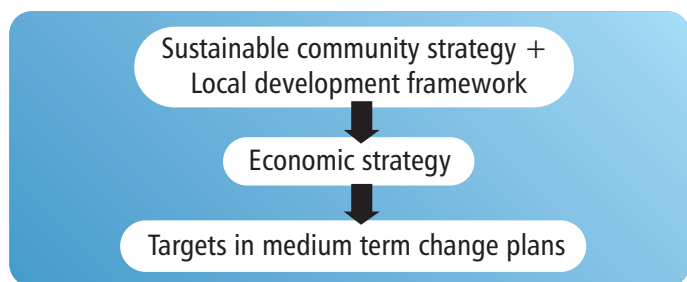 Sustainable community strategy +
Local development framework
Economic strategy
Targets in medium term change plans